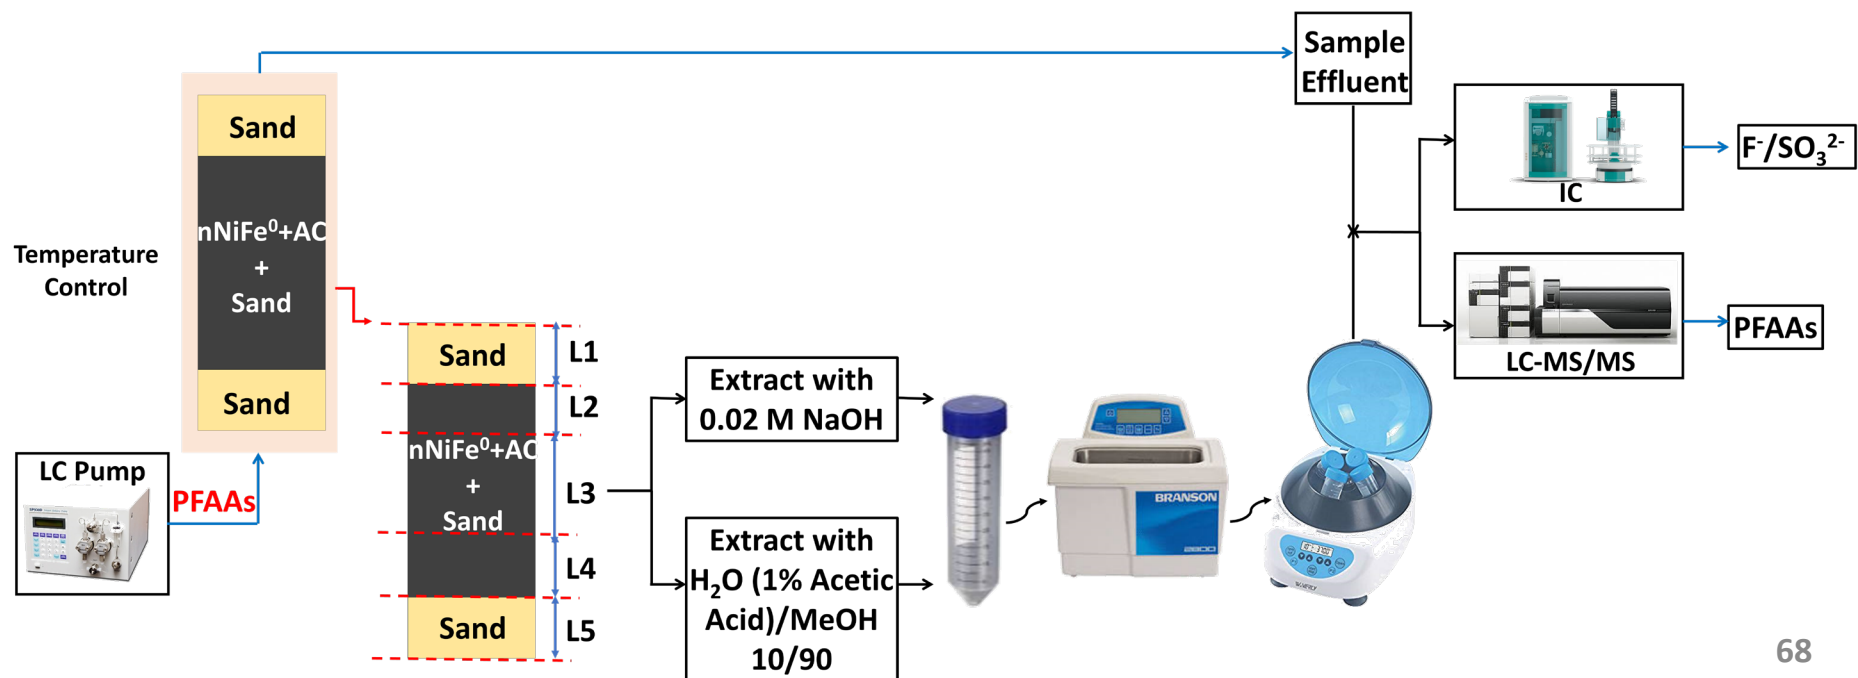 Sample
Effluent
Sand
nNiFe⁰+AC
+
Sand
Sand
Temperature
Control
LC Pump
PFAAs
Sand
nNiFe⁰+AC
+
Sand
Sand
L1
L2
L3
L4
L5
Extract with
0.02 M NaOH
Extract with
H₂O (1% Acetic
Acid)/MeOH
10/90
BRANSON
2800
IC
F⁻/SO₃²⁻
LC-MS/MS
PFAAs
68